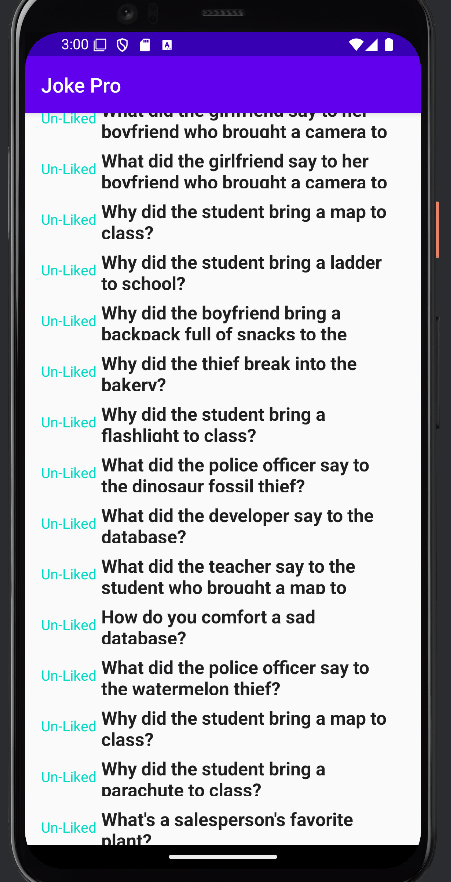 3:00
Joke Pro
Un-Liked
What did the girlfriend say to her
boyfriend who brought a camera to
Un-Liked
What did the girlfriend say to her
boyfriend who brought a camera to
Un-Liked
Why did the student bring a map to
class?
Un-Liked
Why did the student bring a ladder
to school?
Un-Liked
Why did the boyfriend bring a
backpack full of snacks to the
Un-Liked
Why did the thief break into the
bakery?
Un-Liked
Why did the student bring a
flashlight to class?
Un-Liked
What did the police officer say to
the dinosaur fossil thief?
Un-Liked
What did the developer say to the
database?
Un-Liked
What did the teacher say to the
student who brought a map to
Un-Liked
How do you comfort a sad
database?
Un-Liked
What did the police officer say to
the watermelon thief?
Un-Liked
Why did the student bring a map to
class?
Un-Liked
Why did the student bring a
parachute to class?
Un-Liked
What's a salesperson's favorite
plant?